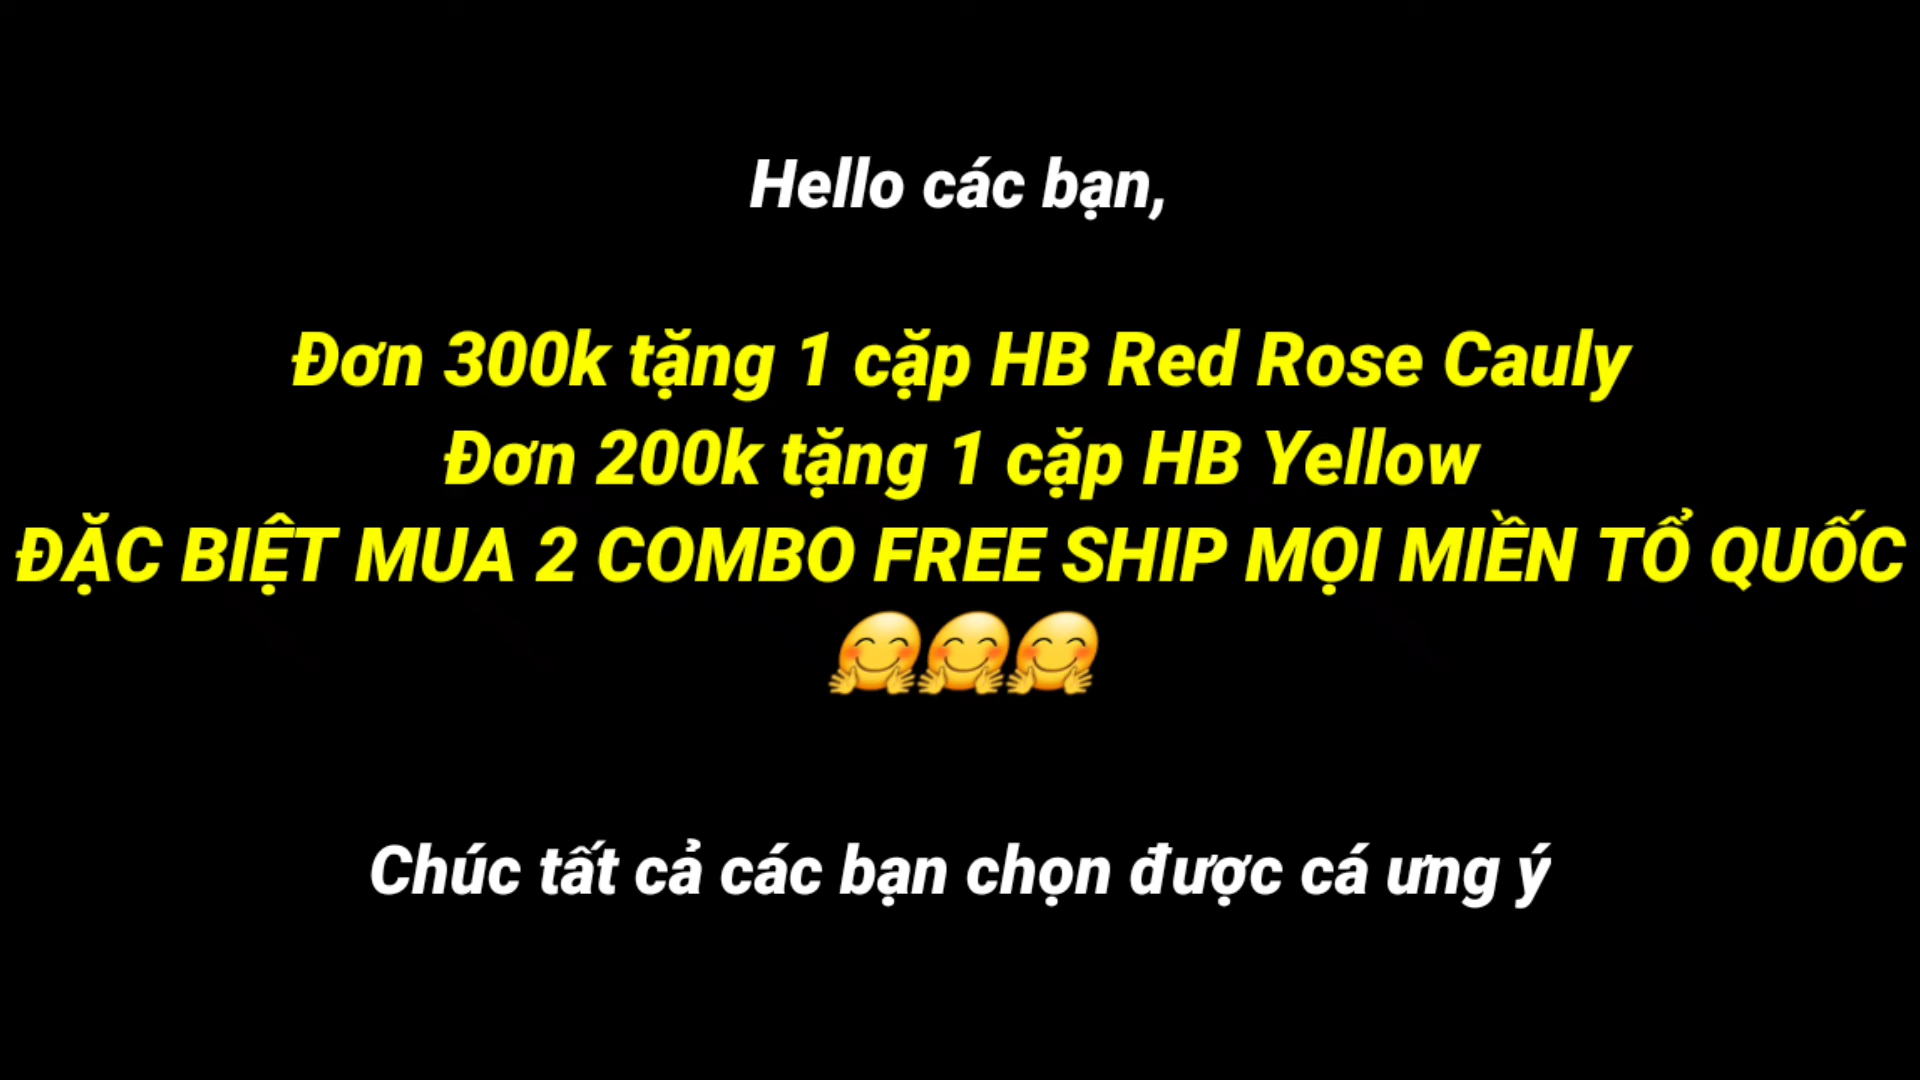 Hello các bạn,
Đơn 300k tặng 1 cặp HB Red Rose Cauly
Đơn 200k tặng 1 cặp HB Yellow
ĐẶC BIỆT MUA 2 COMBO FREE SHIP MỌI MIỀN TỔ QUỐC
🤗🤗🤗
Chúc tất cả các bạn chọn được cá ưng ý